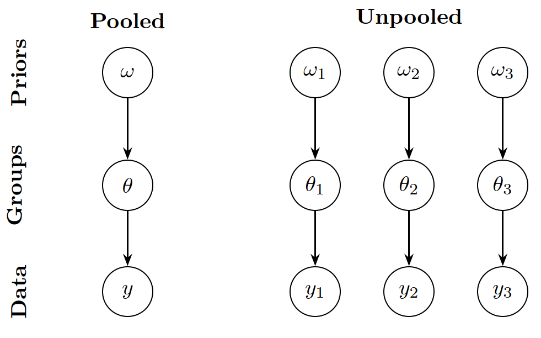 Pooled
Unpooled
Priors
ω
ω₁
ω₂
ω₃
Groups
θ
θ₁
θ₂
θ₃
Data
y
y₁
y₂
y₃